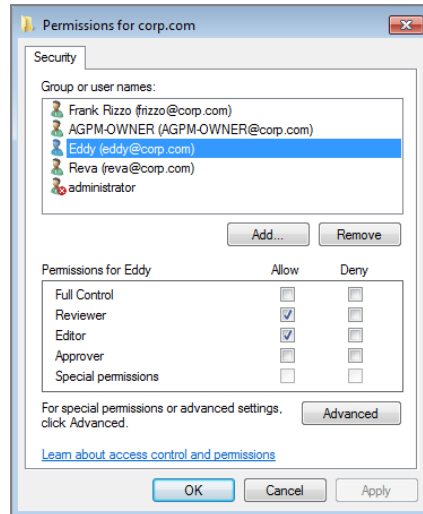 Permissions for corp.com
Security
Group or user names:
Frank Rizzo (frizzo@corp.com)
AGPM-OWNER (AGPM-OWNER@corp.com)
Eddy (eddy@corp.com)
Reva (reva@corp.com)
administrator
Add... Remove
Permissions for Eddy Allow Deny
Full Control
Reviewer
Editor
Approver
Special permissions
For special permissions or advanced settings,
click Advanced.
Advanced
Learn about access control and permissions
OK Cancel Apply